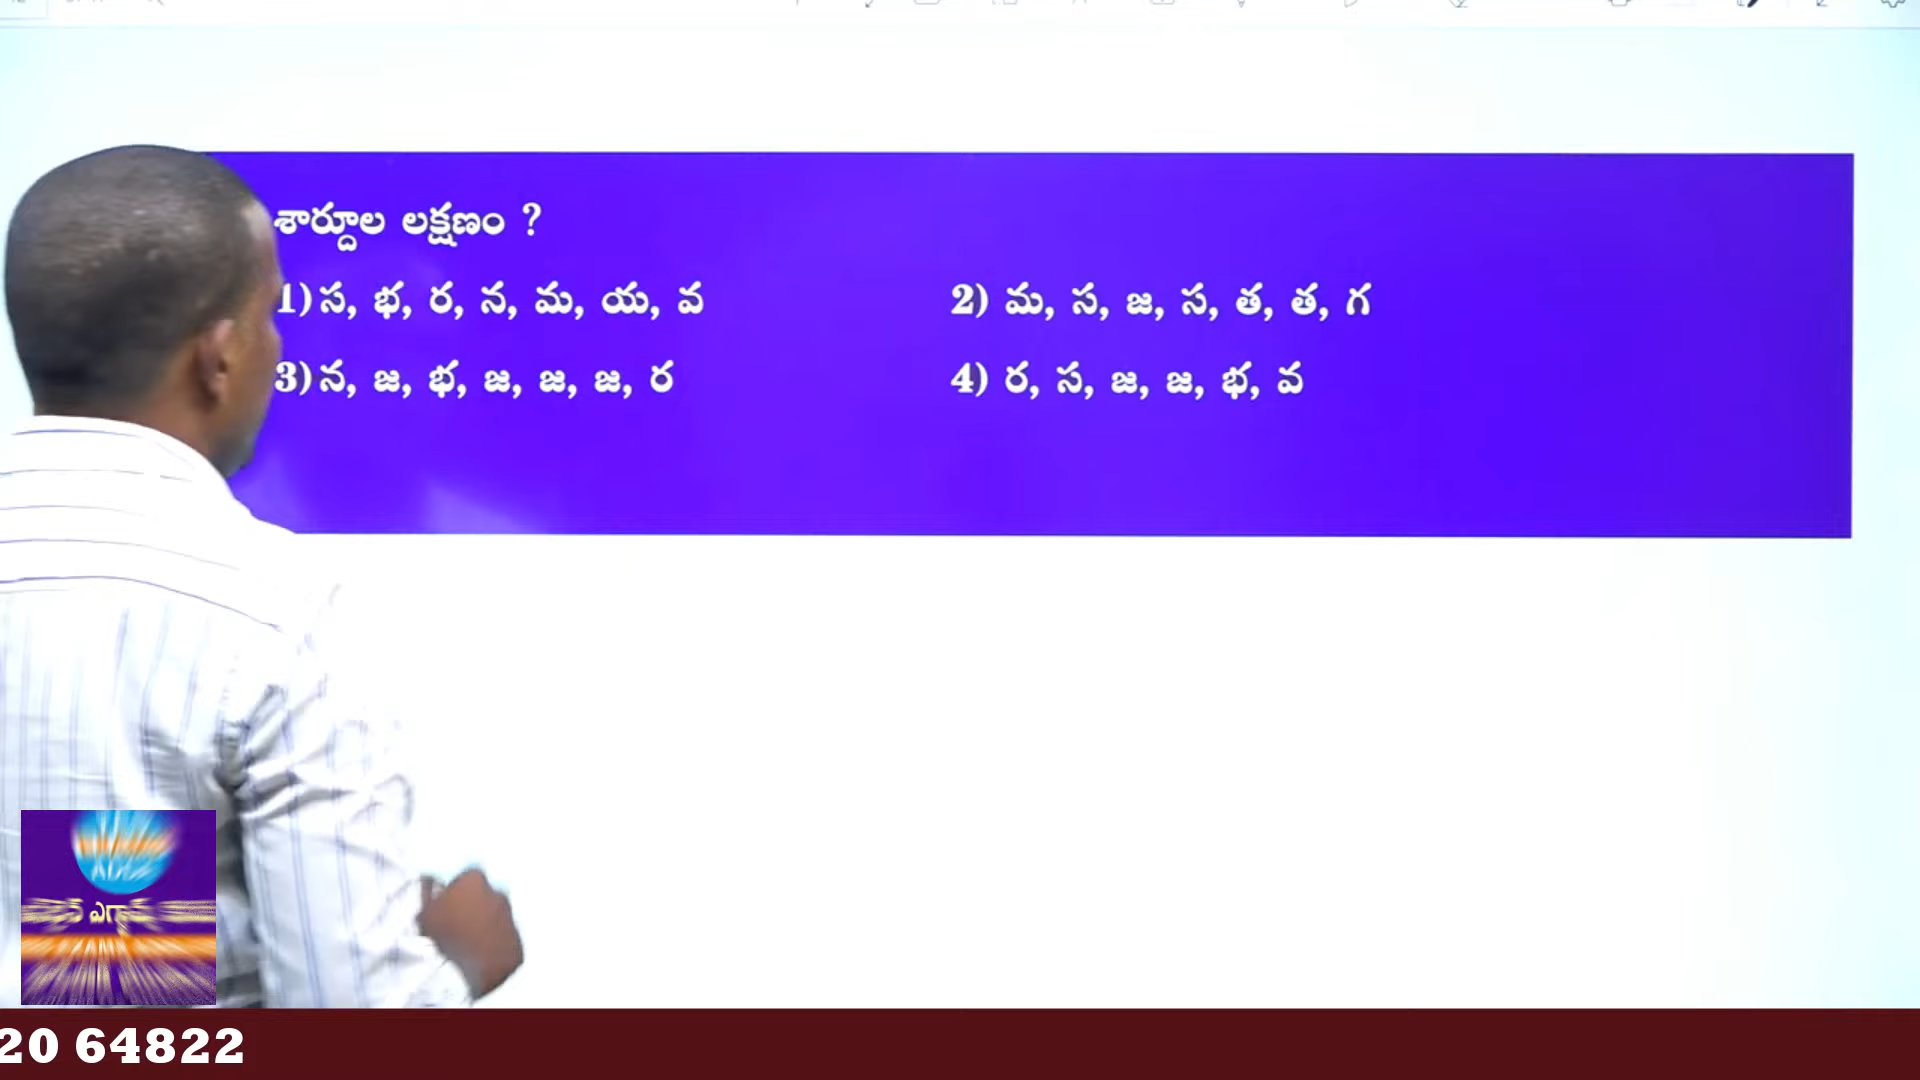 శార్దూల లక్షణం ?
1) స, భ, ర, న, మ, య, వ
2) మ, స, జ, స, త, త, గ
3) న, జ, భ, జ, జ, జ, ర
4) ర, స, జ, జ, భ, వ
20 64822